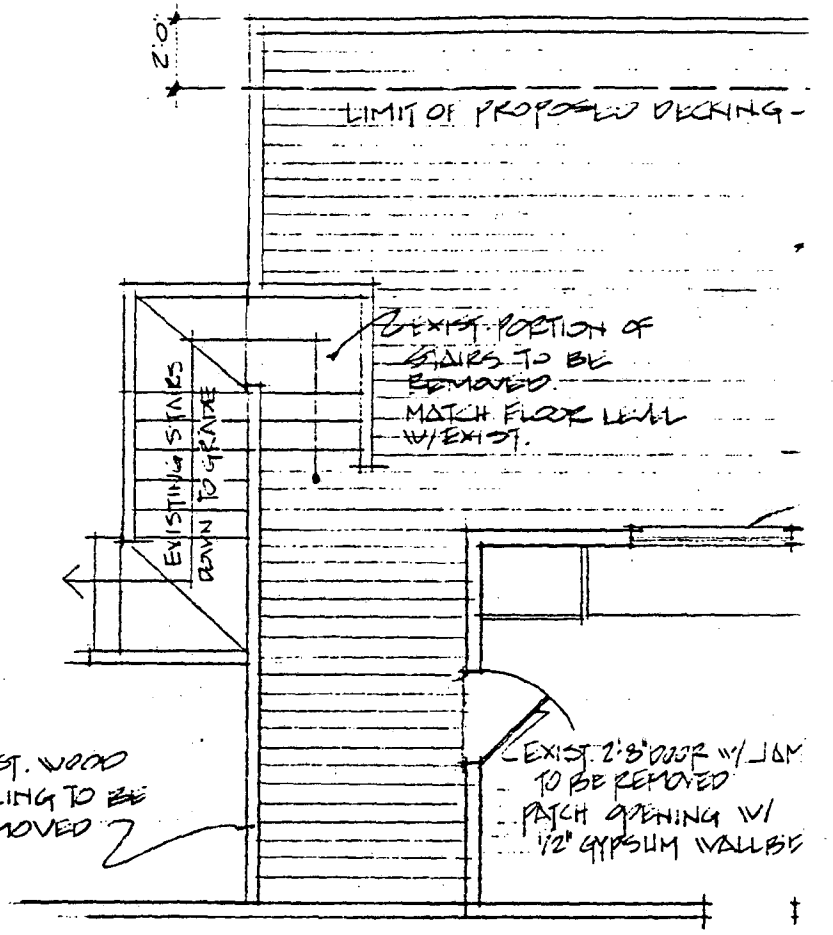 2'0"
LIMIT OF PROPOSED DECKING-
EXIST PORTION OF
STAIRS TO BE
REMOVED.
MATCH FLOOR LEVEL
W/EXIST.
EXISTING STAIRS
DOWN TO GRADE
ST. WOOD
LING TO BE
MOVED
EXIST. 2'8" DOOR W/ JAM
TO BE REMOVED
PATCH OPENING W/
1/2" GYPSUM WALLBE